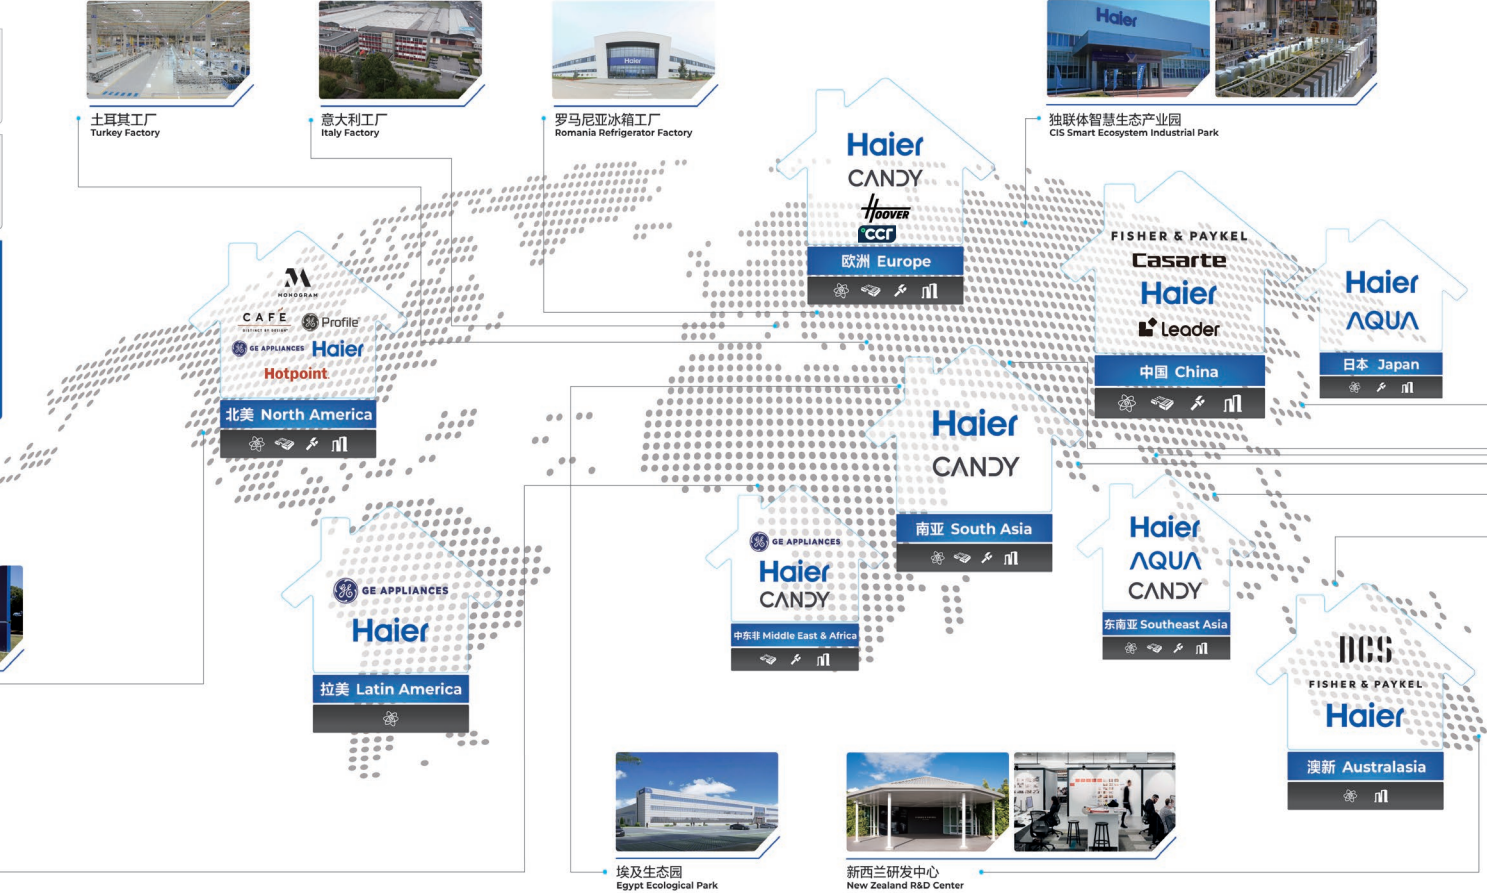 Haier
Haier
土耳其工厂
Turkey Factory
意大利工厂
Italy Factory
罗马尼亚冰箱工厂
Romania Refrigerator Factory
独联体智慧生态产业园
CIS Smart Ecosystem Industrial Park
Haier
CANDY
HOOVER
CCR
欧洲 Europe
FISHER & PAYKEL
Casarte
Haier
Leader
中国 China
Haier
AQUA
日本 Japan
MONOGRAM
CAFÉ
DISTINCT BY DESIGN
Profile
GE APPLIANCES Haier
Hotpoint
北美 North America
Haier
CANDY
南亚 South Asia
GE APPLIANCES
Haier
CANDY
中东非 Middle East & Africa
Haier
AQUA
CANDY
东南亚 Southeast Asia
GE APPLIANCES
Haier
拉美 Latin America
DCS
FISHER & PAYKEL
Haier
澳新 Australasia
埃及生态园
Egypt Ecological Park
新西兰研发中心
New Zealand R&D Center